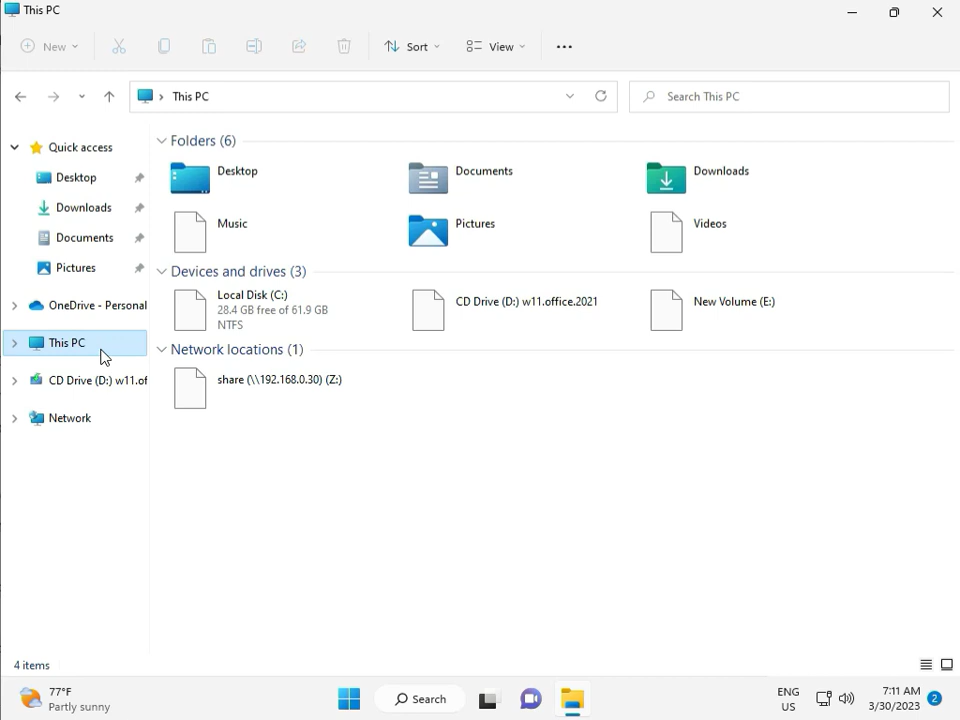 This PC
New
Sort
View
This PC
Search This PC
Quick access
Desktop
Downloads
Documents
Pictures
OneDrive - Personal
This PC
CD Drive (D:) w11.of
Network
Folders (6)
Desktop
Documents
Downloads
Music
Pictures
Videos
Devices and drives (3)
Local Disk (C:)
28.4 GB free of 61.9 GB
NTFS
CD Drive (D:) w11.office.2021
New Volume (E:)
Network locations (1)
share (\\192.168.0.30) (Z:)
4 items
77°F
Partly sunny
Search
ENG
US
7:11 AM
3/30/2023
2